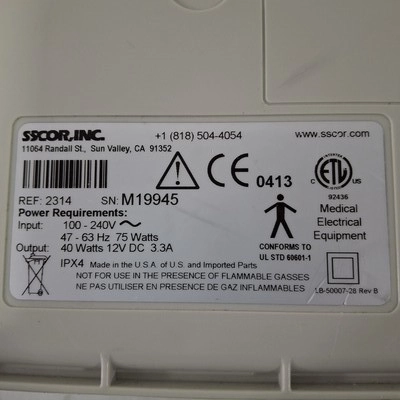 SSCOR, INC.
+1 (818) 504-4054
www.sscor.com
11064 Randall St., Sun Valley, CA 91352
CE 0413
ETL
C US
92436
REF: 2314 SN: M19945
Medical
Electrical
Equipment
Power Requirements:
Input: 100 - 240V ~
47 - 63 Hz 75 Watts
Output: 40 Watts 12V DC 3.3A
CONFORMS TO
UL STD 60601-1
IPX4 Made in the U.S.A. of U.S. and Imported Parts
NOT FOR USE IN THE PRESENCE OF FLAMMABLE GASSES
NE PAS UTILISER EN PRESENCE DE GAZ INFLAMMABLES
LB-50007-28 Rev B